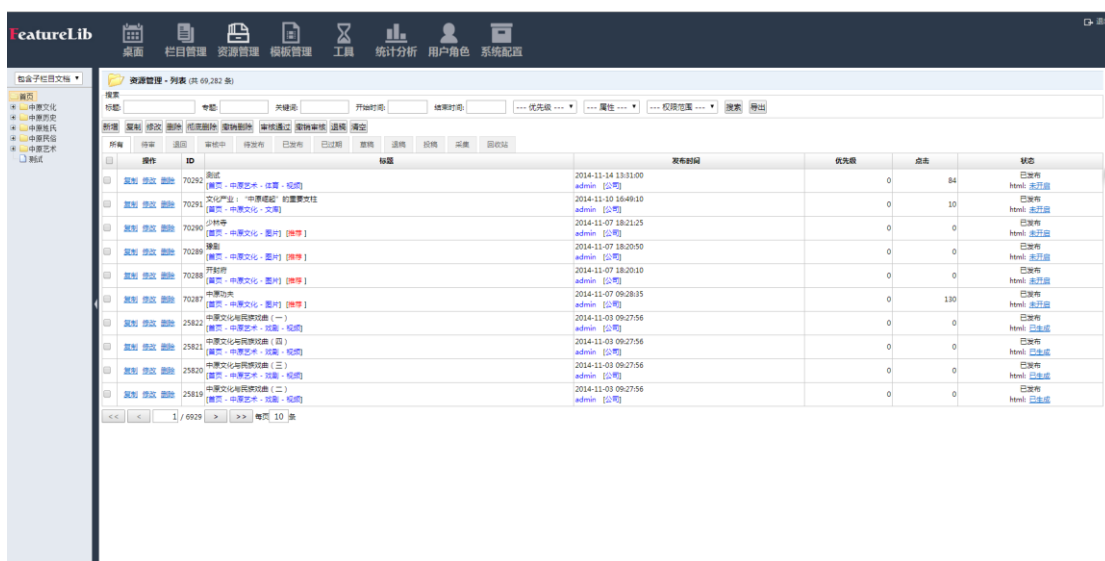 FeatureLib
桌面 栏目管理 资源管理 模板管理 工具 统计分析 用户角色 系统配置
包含子栏目文档
首页
中原文化
中原历史
中原姓氏
中原民俗
中原艺术
测试
资源管理 - 列表 (共 69,282 条)
搜索
标题: 专题: 关键词: 开始时间: 结束时间: --- 优先级 --- --- 属性 --- --- 权限范围 --- 搜索 导出
新增 复制 修改 删除 彻底删除 撤销删除 审核通过 撤销审核 退稿 清空
所有 待审 退回 审核中 待发布 已发布 已过期 草稿 退稿 投稿 采集 回收站
操作 ID 标题 发布时间 优先级 点击 状态
复制 修改 删除 70292 测试 2014-11-14 13:31:00 0 84 已发布
[首页 - 中原艺术 - 体育 - 视频] admin [公司] html: 未开启
复制 修改 删除 70291 文化产业：“中原崛起”的重要支柱 2014-11-10 16:49:10 0 10 已发布
[首页 - 中原文化 - 文库] admin [公司] html: 未开启
复制 修改 删除 70290 少林寺 2014-11-07 18:21:25 0 0 已发布
[首页 - 中原文化 - 图片] [推荐 ] admin [公司] html: 未开启
复制 修改 删除 70289 豫剧 2014-11-07 18:20:50 0 0 已发布
[首页 - 中原文化 - 图片] [推荐 ] admin [公司] html: 未开启
复制 修改 删除 70288 开封府 2014-11-07 18:20:10 0 0 已发布
[首页 - 中原文化 - 图片] [推荐 ] admin [公司] html: 未开启
复制 修改 删除 70287 中原功夫 2014-11-07 09:28:35 0 130 已发布
[首页 - 中原文化 - 图片] [推荐 ] admin [公司] html: 未开启
复制 修改 删除 25822 中原文化与民族戏曲（一） 2014-11-03 09:27:56 0 0 已发布
[首页 - 中原艺术 - 戏剧 - 视频] admin [公司] html: 已生成
复制 修改 删除 25821 中原文化与民族戏曲（四） 2014-11-03 09:27:56 0 0 已发布
[首页 - 中原艺术 - 戏剧 - 视频] admin [公司] html: 已生成
复制 修改 删除 25820 中原文化与民族戏曲（三） 2014-11-03 09:27:56 0 0 已发布
[首页 - 中原艺术 - 戏剧 - 视频] admin [公司] html: 已生成
复制 修改 删除 25819 中原文化与民族戏曲（二） 2014-11-03 09:27:56 0 0 已发布
[首页 - 中原艺术 - 戏剧 - 视频] admin [公司] html: 已生成
<< < 1 / 6929 > >> 每页 10 条